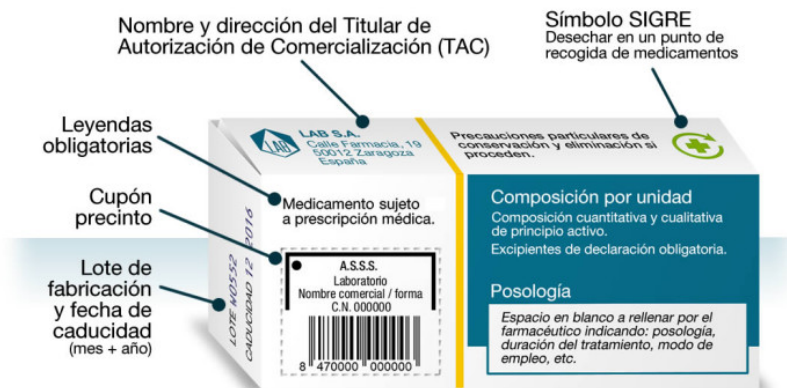 Nombre y dirección del Titular de
Autorización de Comercialización (TAC)
Símbolo SIGRE
Desechar en un punto de
recogida de medicamentos
Leyendas
obligatorias
Cupón
precinto
Lote de
fabricación
y fecha de
caducidad
(mes + año)
LAB
LAB S.A.
Calle Farmacia, 19
50012 Zaragoza
España
Precauciones particulares de
conservación y eliminación si
proceden.
Medicamento sujeto
a prescripción médica.
LOTE N0552
CADUCIDAD 12 2016
A.S.S.S.
Laboratorio
Nombre comercial / forma
C.N. 000000
8 470000 000000
Composición por unidad
Composición cuantitativa y cualitativa
de principio activo.
Excipientes de declaración obligatoria.
Posología
Espacio en blanco a rellenar por el
farmacéutico indicando: posología,
duración del tratamiento, modo de
empleo, etc.